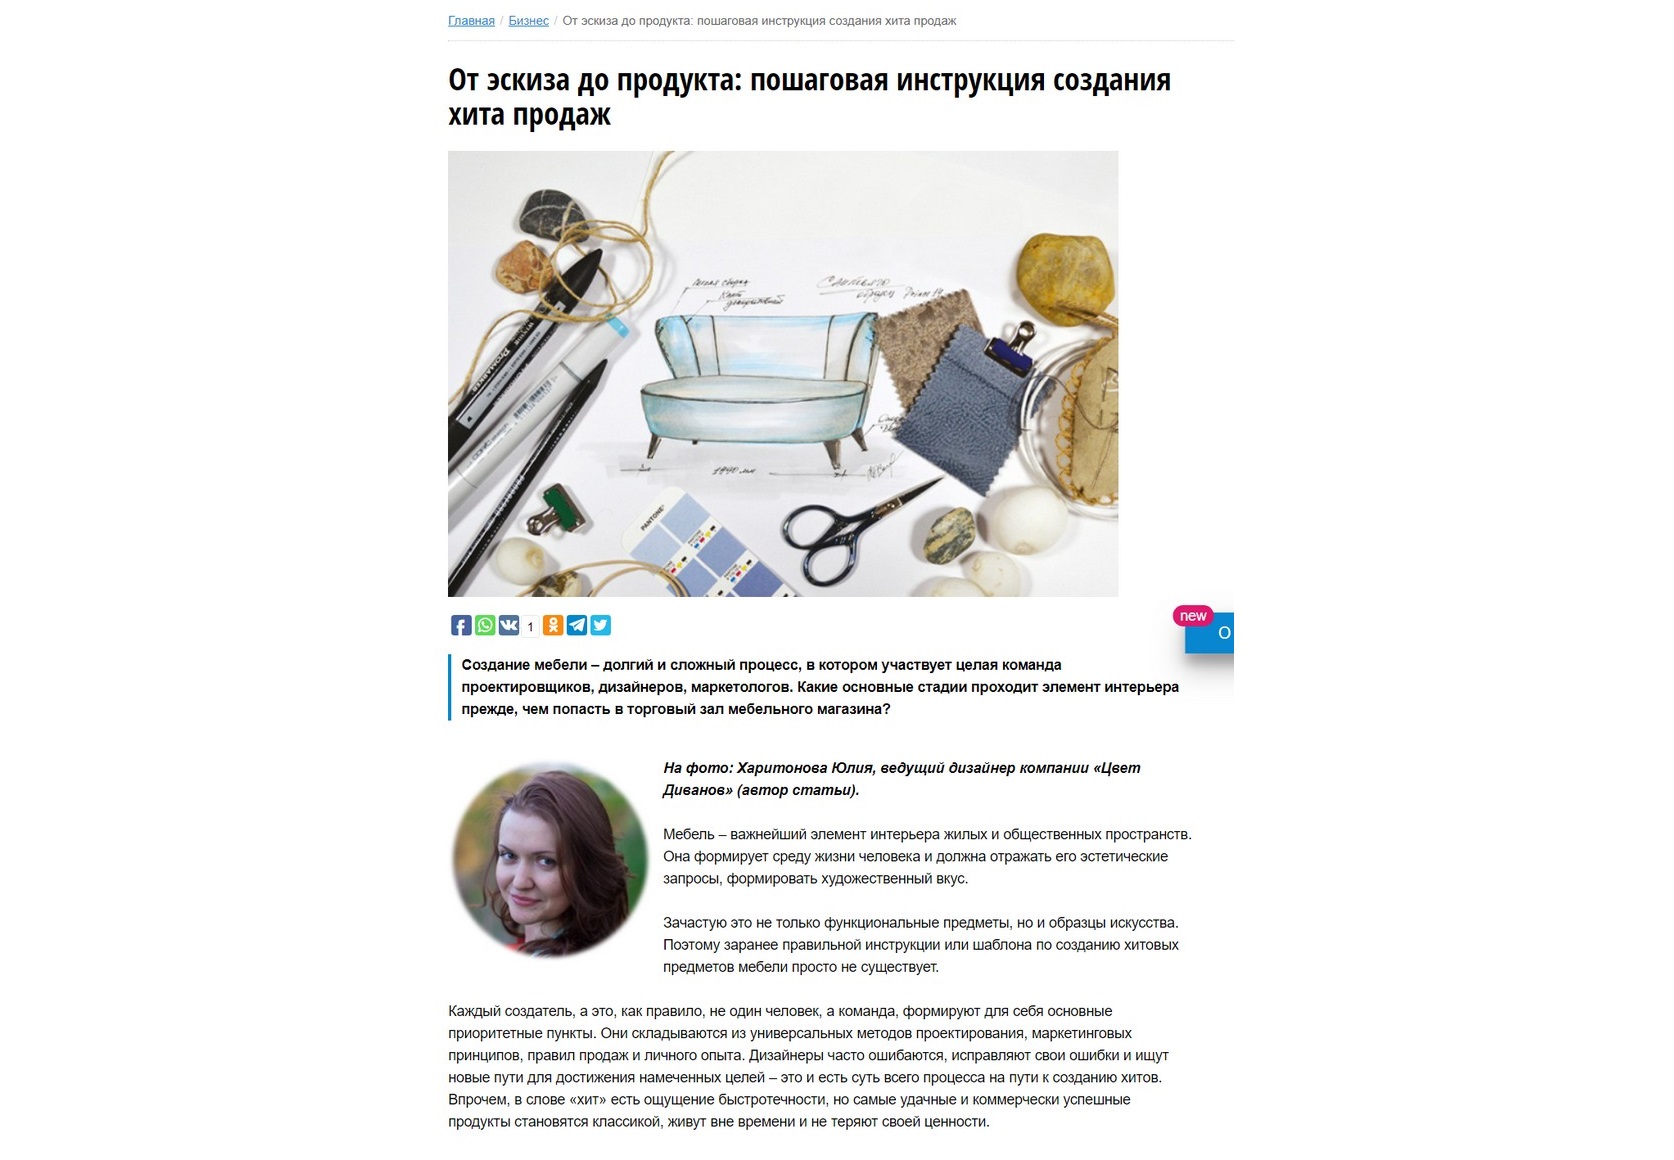 Главная / Бизнес / От эскиза до продукта: пошаговая инструкция создания хита продаж
От эскиза до продукта: пошаговая инструкция создания
хита продаж
PANTONE®
1
new
О
Создание мебели – долгий и сложный процесс, в котором участвует целая команда
проектировщиков, дизайнеров, маркетологов. Какие основные стадии проходит элемент интерьера
прежде, чем попасть в торговый зал мебельного магазина?
На фото: Харитонова Юлия, ведущий дизайнер компании «Цвет
Диванов» (автор статьи).
Мебель – важнейший элемент интерьера жилых и общественных пространств.
Она формирует среду жизни человека и должна отражать его эстетические
запросы, формировать художественный вкус.
Зачастую это не только функциональные предметы, но и образцы искусства.
Поэтому заранее правильной инструкции или шаблона по созданию хитовых
предметов мебели просто не существует.
Каждый создатель, а это, как правило, не один человек, а команда, формируют для себя основные
приоритетные пункты. Они складываются из универсальных методов проектирования, маркетинговых
принципов, правил продаж и личного опыта. Дизайнеры часто ошибаются, исправляют свои ошибки и ищут
новые пути для достижения намеченных целей – это и есть суть всего процесса на пути к созданию хитов.
Впрочем, в слове «хит» есть ощущение быстротечности, но самые удачные и коммерчески успешные
продукты становятся классикой, живут вне времени и не теряют своей ценности.